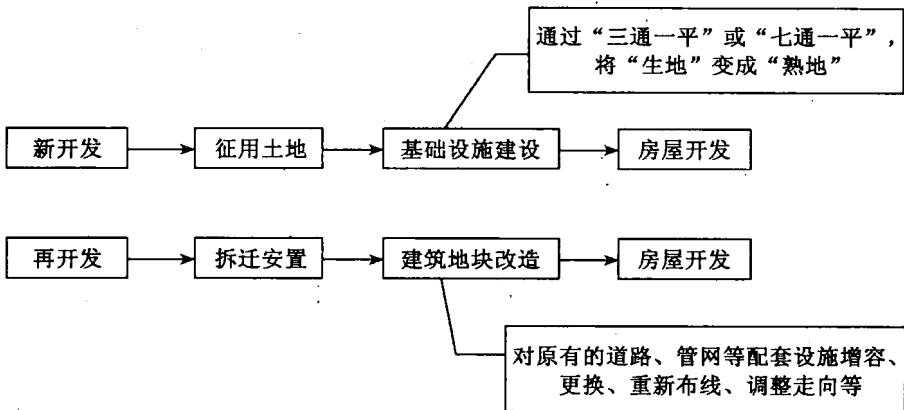 通过“三通一平”或“七通一平”,
将“生地”变成“熟地”
新开发
征用土地
基础设施建设
房屋开发
再开发
拆迁安置
建筑地块改造
房屋开发
对原有的道路、管网等配套设施增容、
更换、重新布线、调整走向等